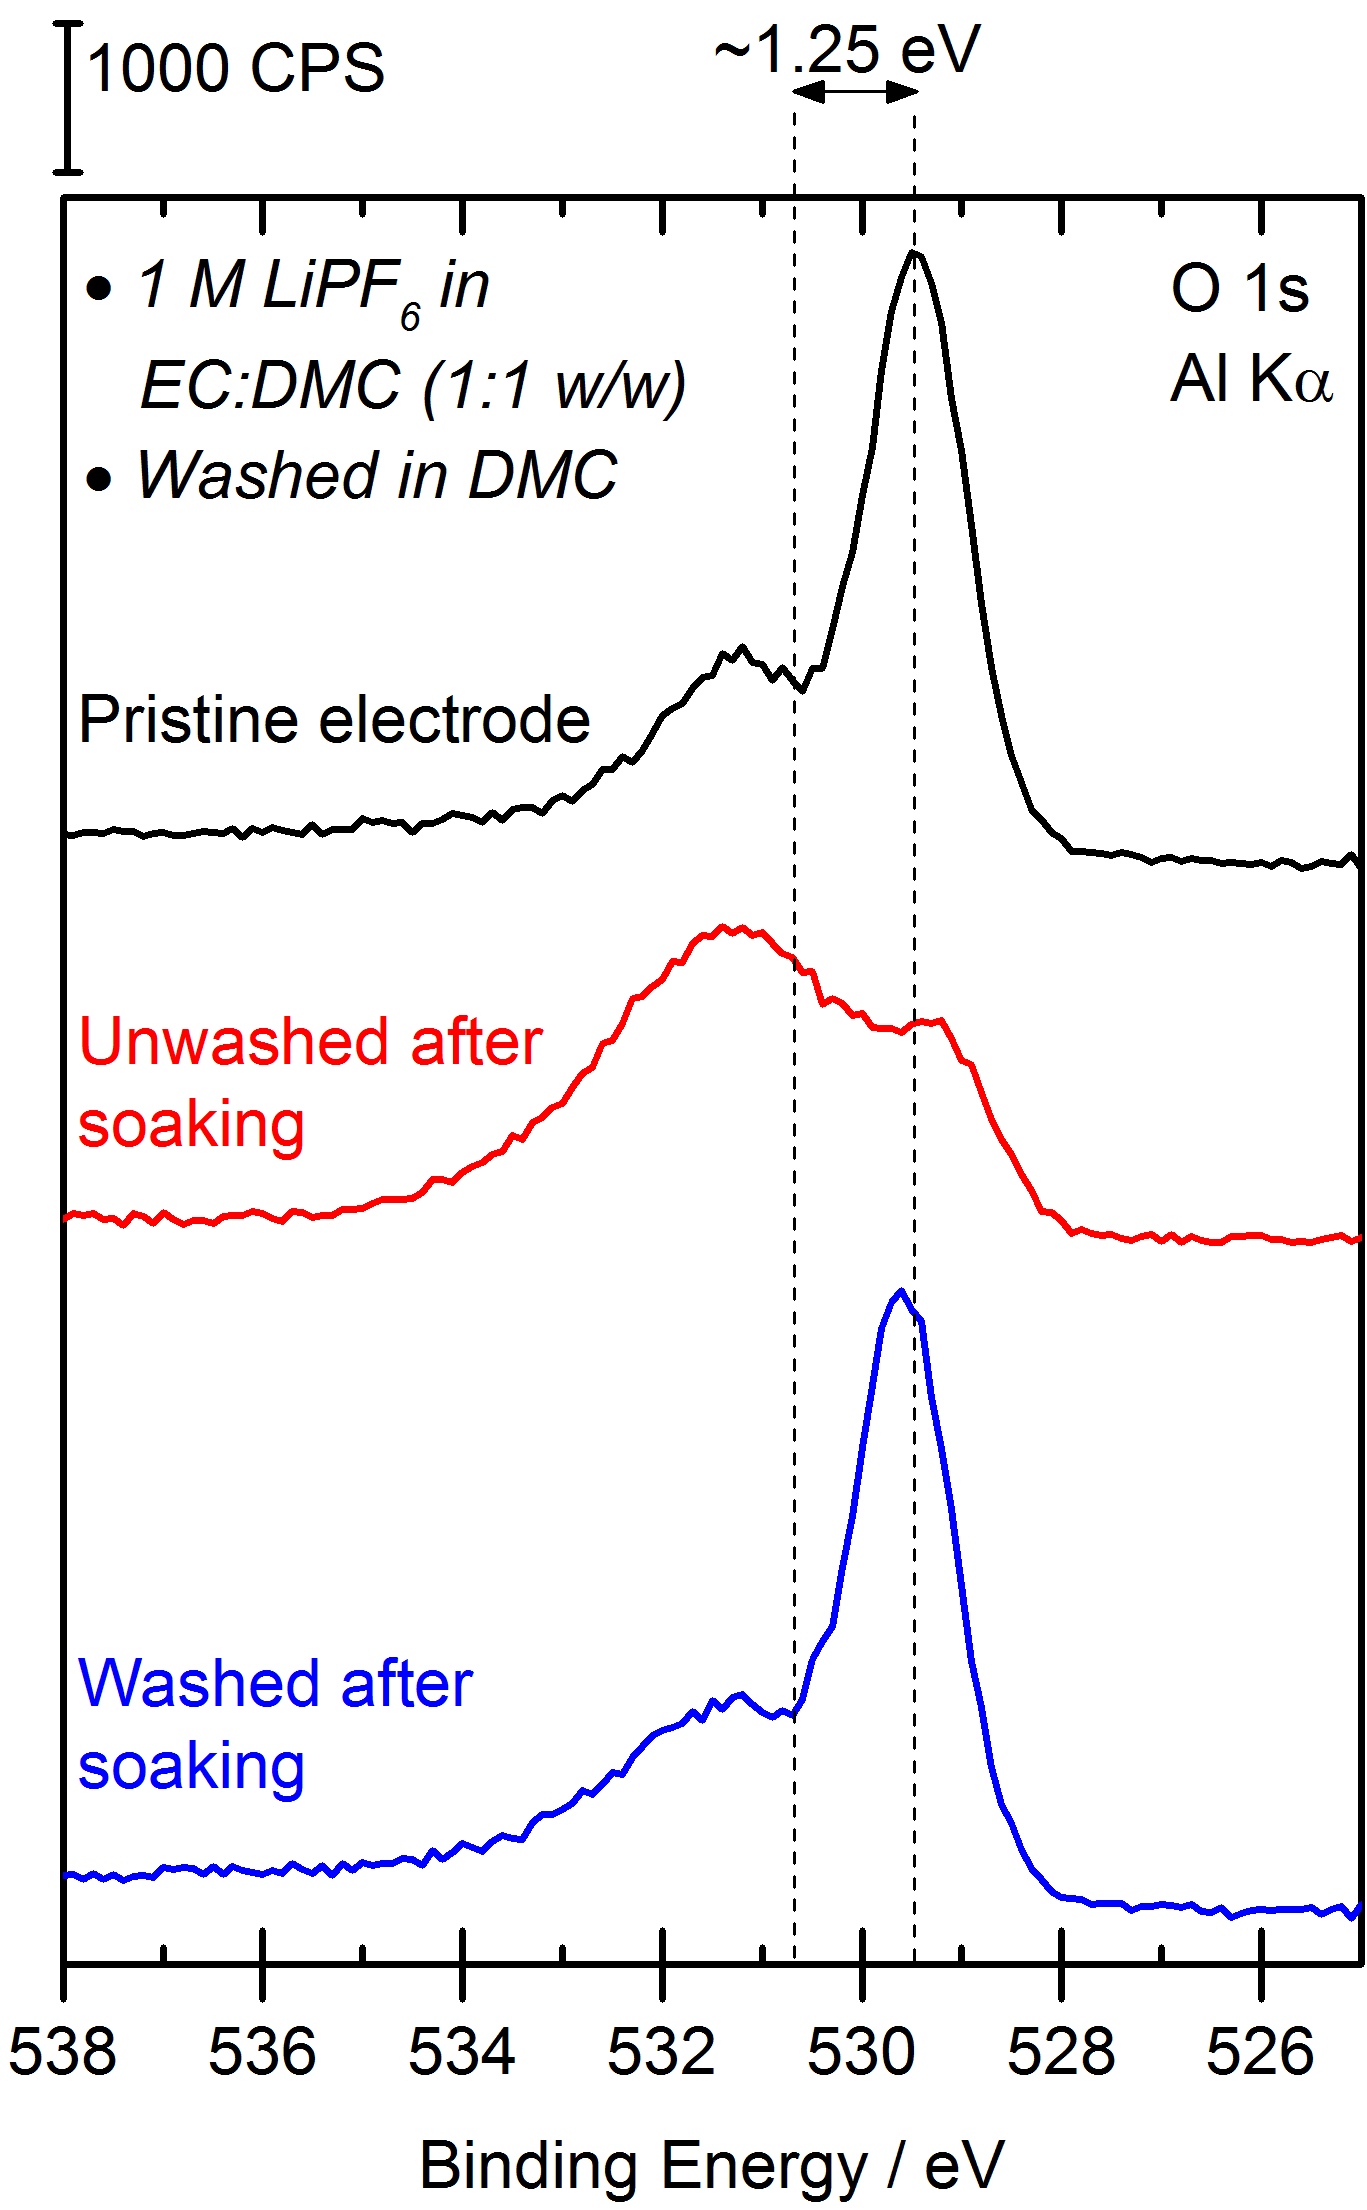 1000 CPS
~1.25 eV
• 1 M LiPF6 in
EC:DMC (1:1 w/w)
• Washed in DMC
O 1s
Al Kα
Pristine electrode
Unwashed after
soaking
Washed after
soaking
538 536 534 532 530 528 526
Binding Energy / eV